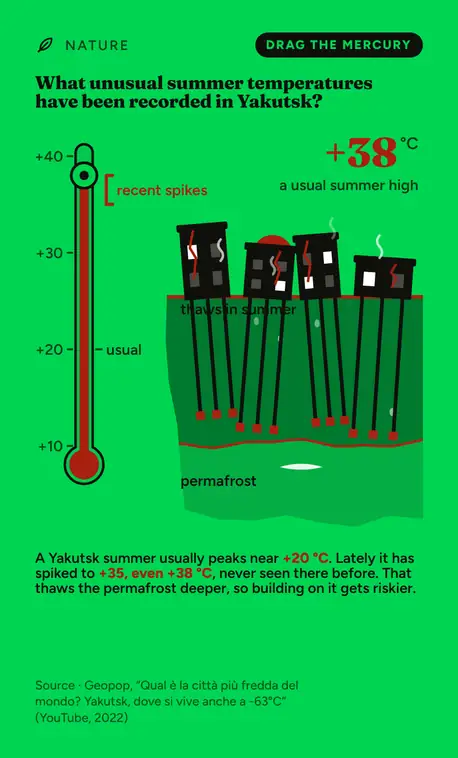 NATURE
DRAG THE MERCURY
What unusual summer temperatures
have been recorded in Yakutsk?
+38 °C
a usual summer high
+40
recent spikes
+30
thaws in summer
+20
usual
+10
permafrost
A Yakutsk summer usually peaks near +20 °C. Lately it has
spiked to +35, even +38 °C, never seen there before. That
thaws the permafrost deeper, so building on it gets riskier.
Source · Geopop, “Qual è la città più fredda del
mondo? Yakutsk, dove si vive anche a -63°C”
(YouTube, 2022)